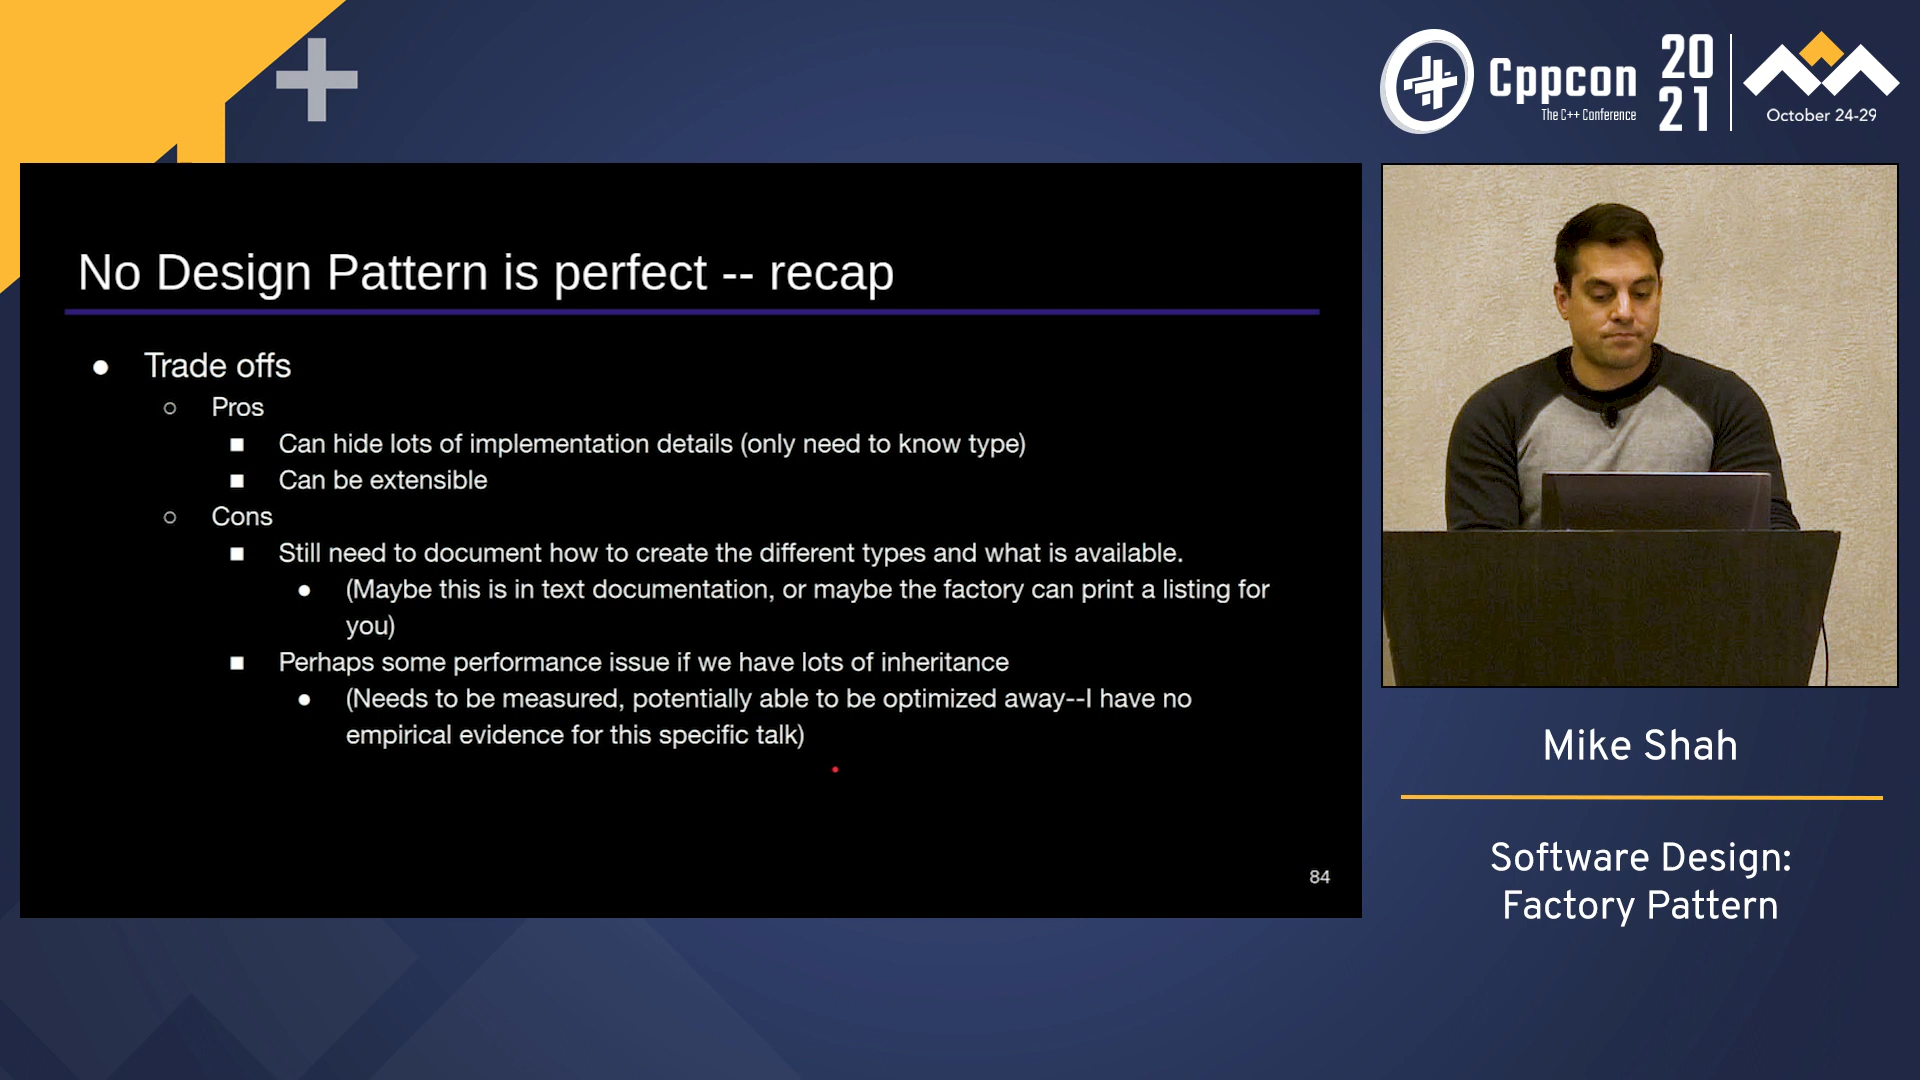 Cppcon
The C++ Conference
20
21
October 24-29
No Design Pattern is perfect -- recap
● Trade offs
○ Pros
■ Can hide lots of implementation details (only need to know type)
■ Can be extensible
○ Cons
■ Still need to document how to create the different types and what is available.
● (Maybe this is in text documentation, or maybe the factory can print a listing for
you)
■ Perhaps some performance issue if we have lots of inheritance
● (Needs to be measured, potentially able to be optimized away--I have no
empirical evidence for this specific talk)
84
Mike Shah
Software Design:
Factory Pattern